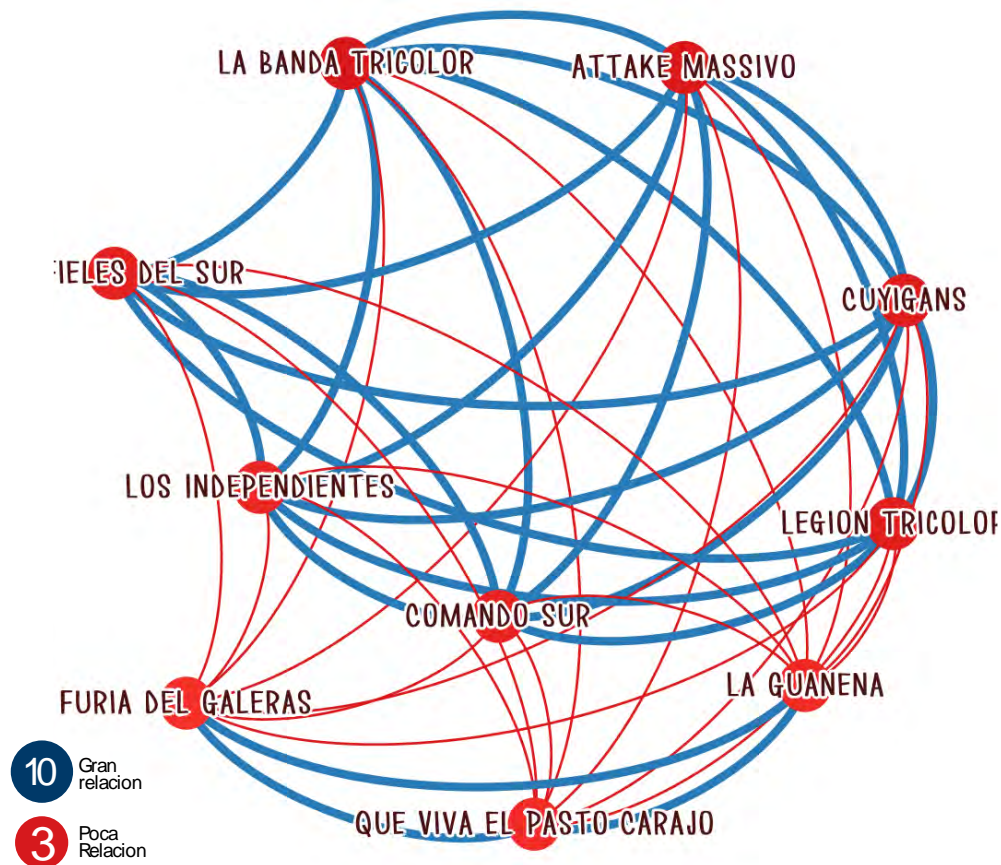 LA BANDA TRICOLOR
ATTAKE MASSIVO
IELES DEL SUR
CUYIGANS
LOS INDEPENDIENTES
LEGION TRICOLOR
COMANDO SUR
LA GUANENA
FURIA DEL GALERAS
10 Gran
relacion
QUE VIVA EL PASTO CARAJO
3 Poca
Relacion